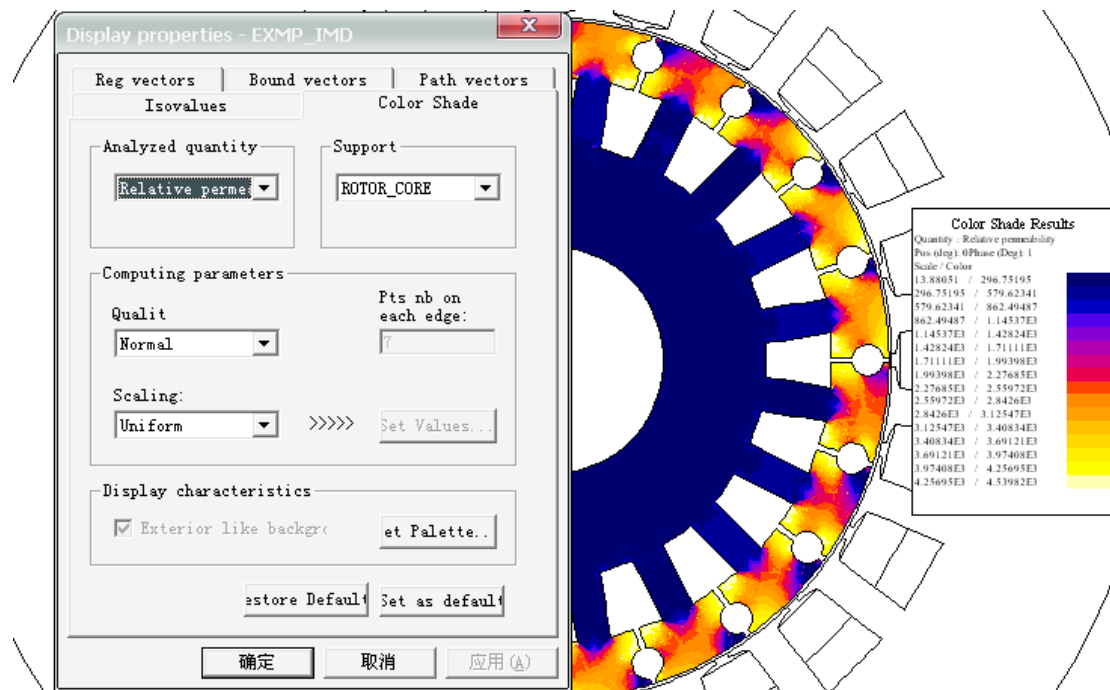 Display properties - EXMP_IMD
X
Reg vectors
Bound vectors
Path vectors
Isovalues
Color Shade
Analyzed quantity
Support
Relative perme
ROTOR_CORE
Computing parameters
Qualit
Pts nb on
each edge:
Normal
7
Scaling:
Uniform
>>>>>
Set Values...
Display characteristics
Exterior like backgr
et Palette..
estore Default
Set as default
确定
取消
应用(A)
Color Shade Results
Quantity : Relative permeability
Pos (deg): 0Phase (Deg): 1
Scale / Color
13.88051 / 296.75195
296.75195 / 579.62341
579.62341 / 862.49487
862.49487 / 1.14537E3
1.14537E3 / 1.42824E3
1.42824E3 / 1.71111E3
1.71111E3 / 1.99398E3
1.99398E3 / 2.27685E3
2.27685E3 / 2.55972E3
2.55972E3 / 2.8426E3
2.8426E3 / 3.12547E3
3.12547E3 / 3.40834E3
3.40834E3 / 3.69121E3
3.69121E3 / 3.97408E3
3.97408E3 / 4.25695E3
4.25695E3 / 4.53982E3